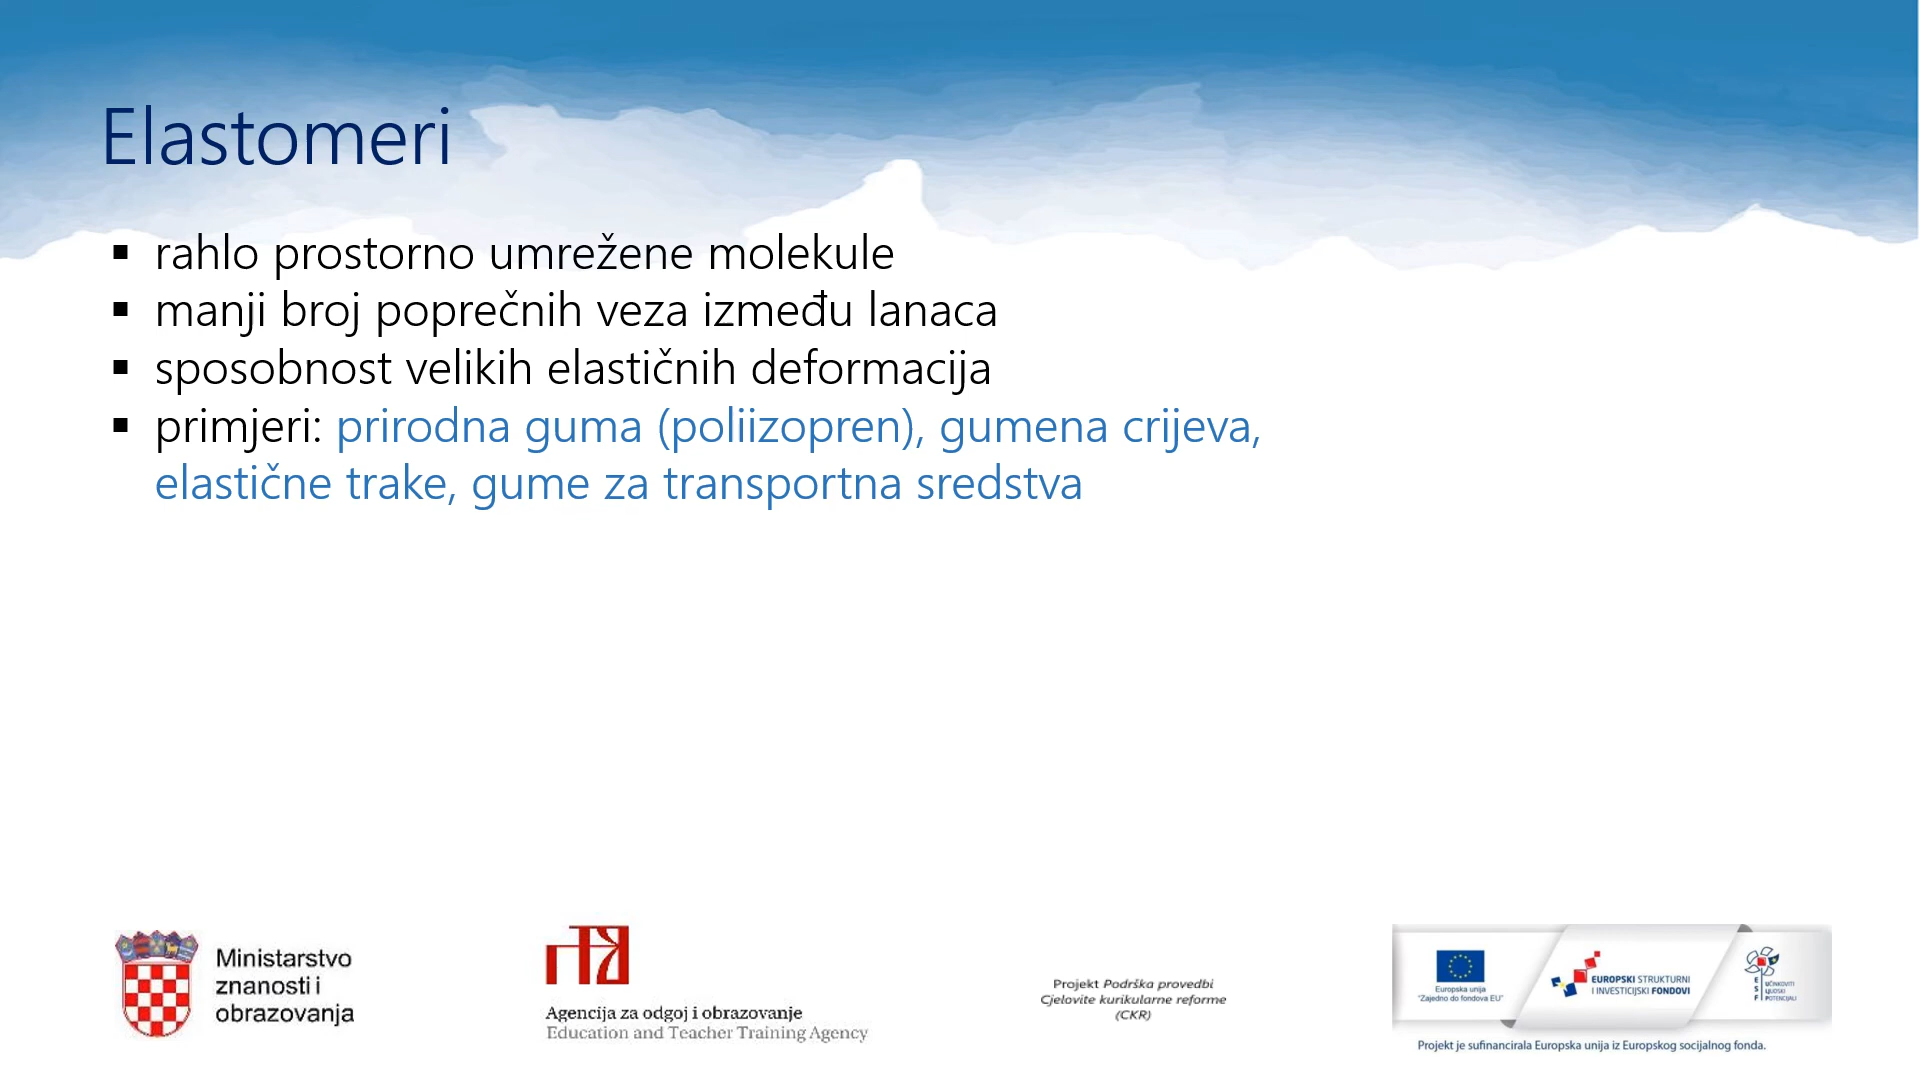 Elastomeri
▪ rahlo prostorno umrežene molekule
▪ manji broj poprečnih veza između lanaca
▪ sposobnost velikih elastičnih deformacija
▪ primjeri: prirodna guma (poliizopren), gumena crijeva,
elastične trake, gume za transportna sredstva
Ministarstvo
znanosti i
obrazovanja
Agencija za odgoj i obrazovanje
Education and Teacher Training Agency
Projekt Podrška provedbi
Cjelovite kurikularne reforme
(CKR)
Europska unija
"Zajedno do fondova EU"
EUROPSKI STRUKTURNI
I INVESTICIJSKI FONDOVI
ESF
UČINKOVITI
LJUDSKI
POTENCIJALI
Projekt je sufinancirala Europska unija iz Europskog socijalnog fonda.